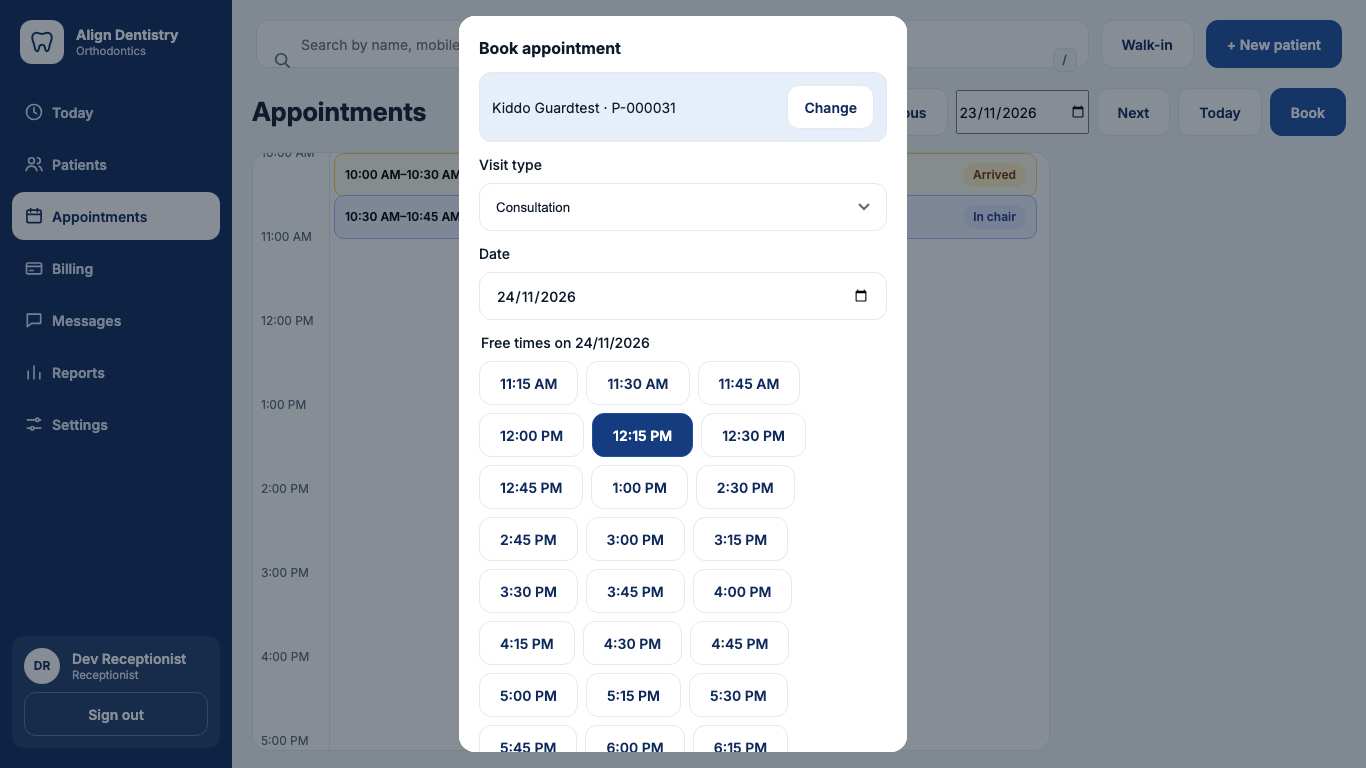 Align Dentistry
Orthodontics
Today
Patients
Appointments
Billing
Messages
Reports
Settings
DR
Dev Receptionist
Receptionist
Sign out
Search by name, mobile
/
Walk-in
+ New patient
Appointments
23/11/2026
Next
Today
Book
10:00 AM
10:00 AM–10:30 AM
Arrived
10:30 AM–10:45 AM
In chair
11:00 AM
12:00 PM
1:00 PM
2:00 PM
3:00 PM
4:00 PM
5:00 PM
Book appointment
Kiddo Guardtest · P-000031
Change
Visit type
Consultation
Date
24/11/2026
Free times on 24/11/2026
11:15 AM 11:30 AM 11:45 AM
12:00 PM 12:15 PM 12:30 PM
12:45 PM 1:00 PM 2:30 PM
2:45 PM 3:00 PM 3:15 PM
3:30 PM 3:45 PM 4:00 PM
4:15 PM 4:30 PM 4:45 PM
5:00 PM 5:15 PM 5:30 PM
5:45 PM 6:00 PM 6:15 PM